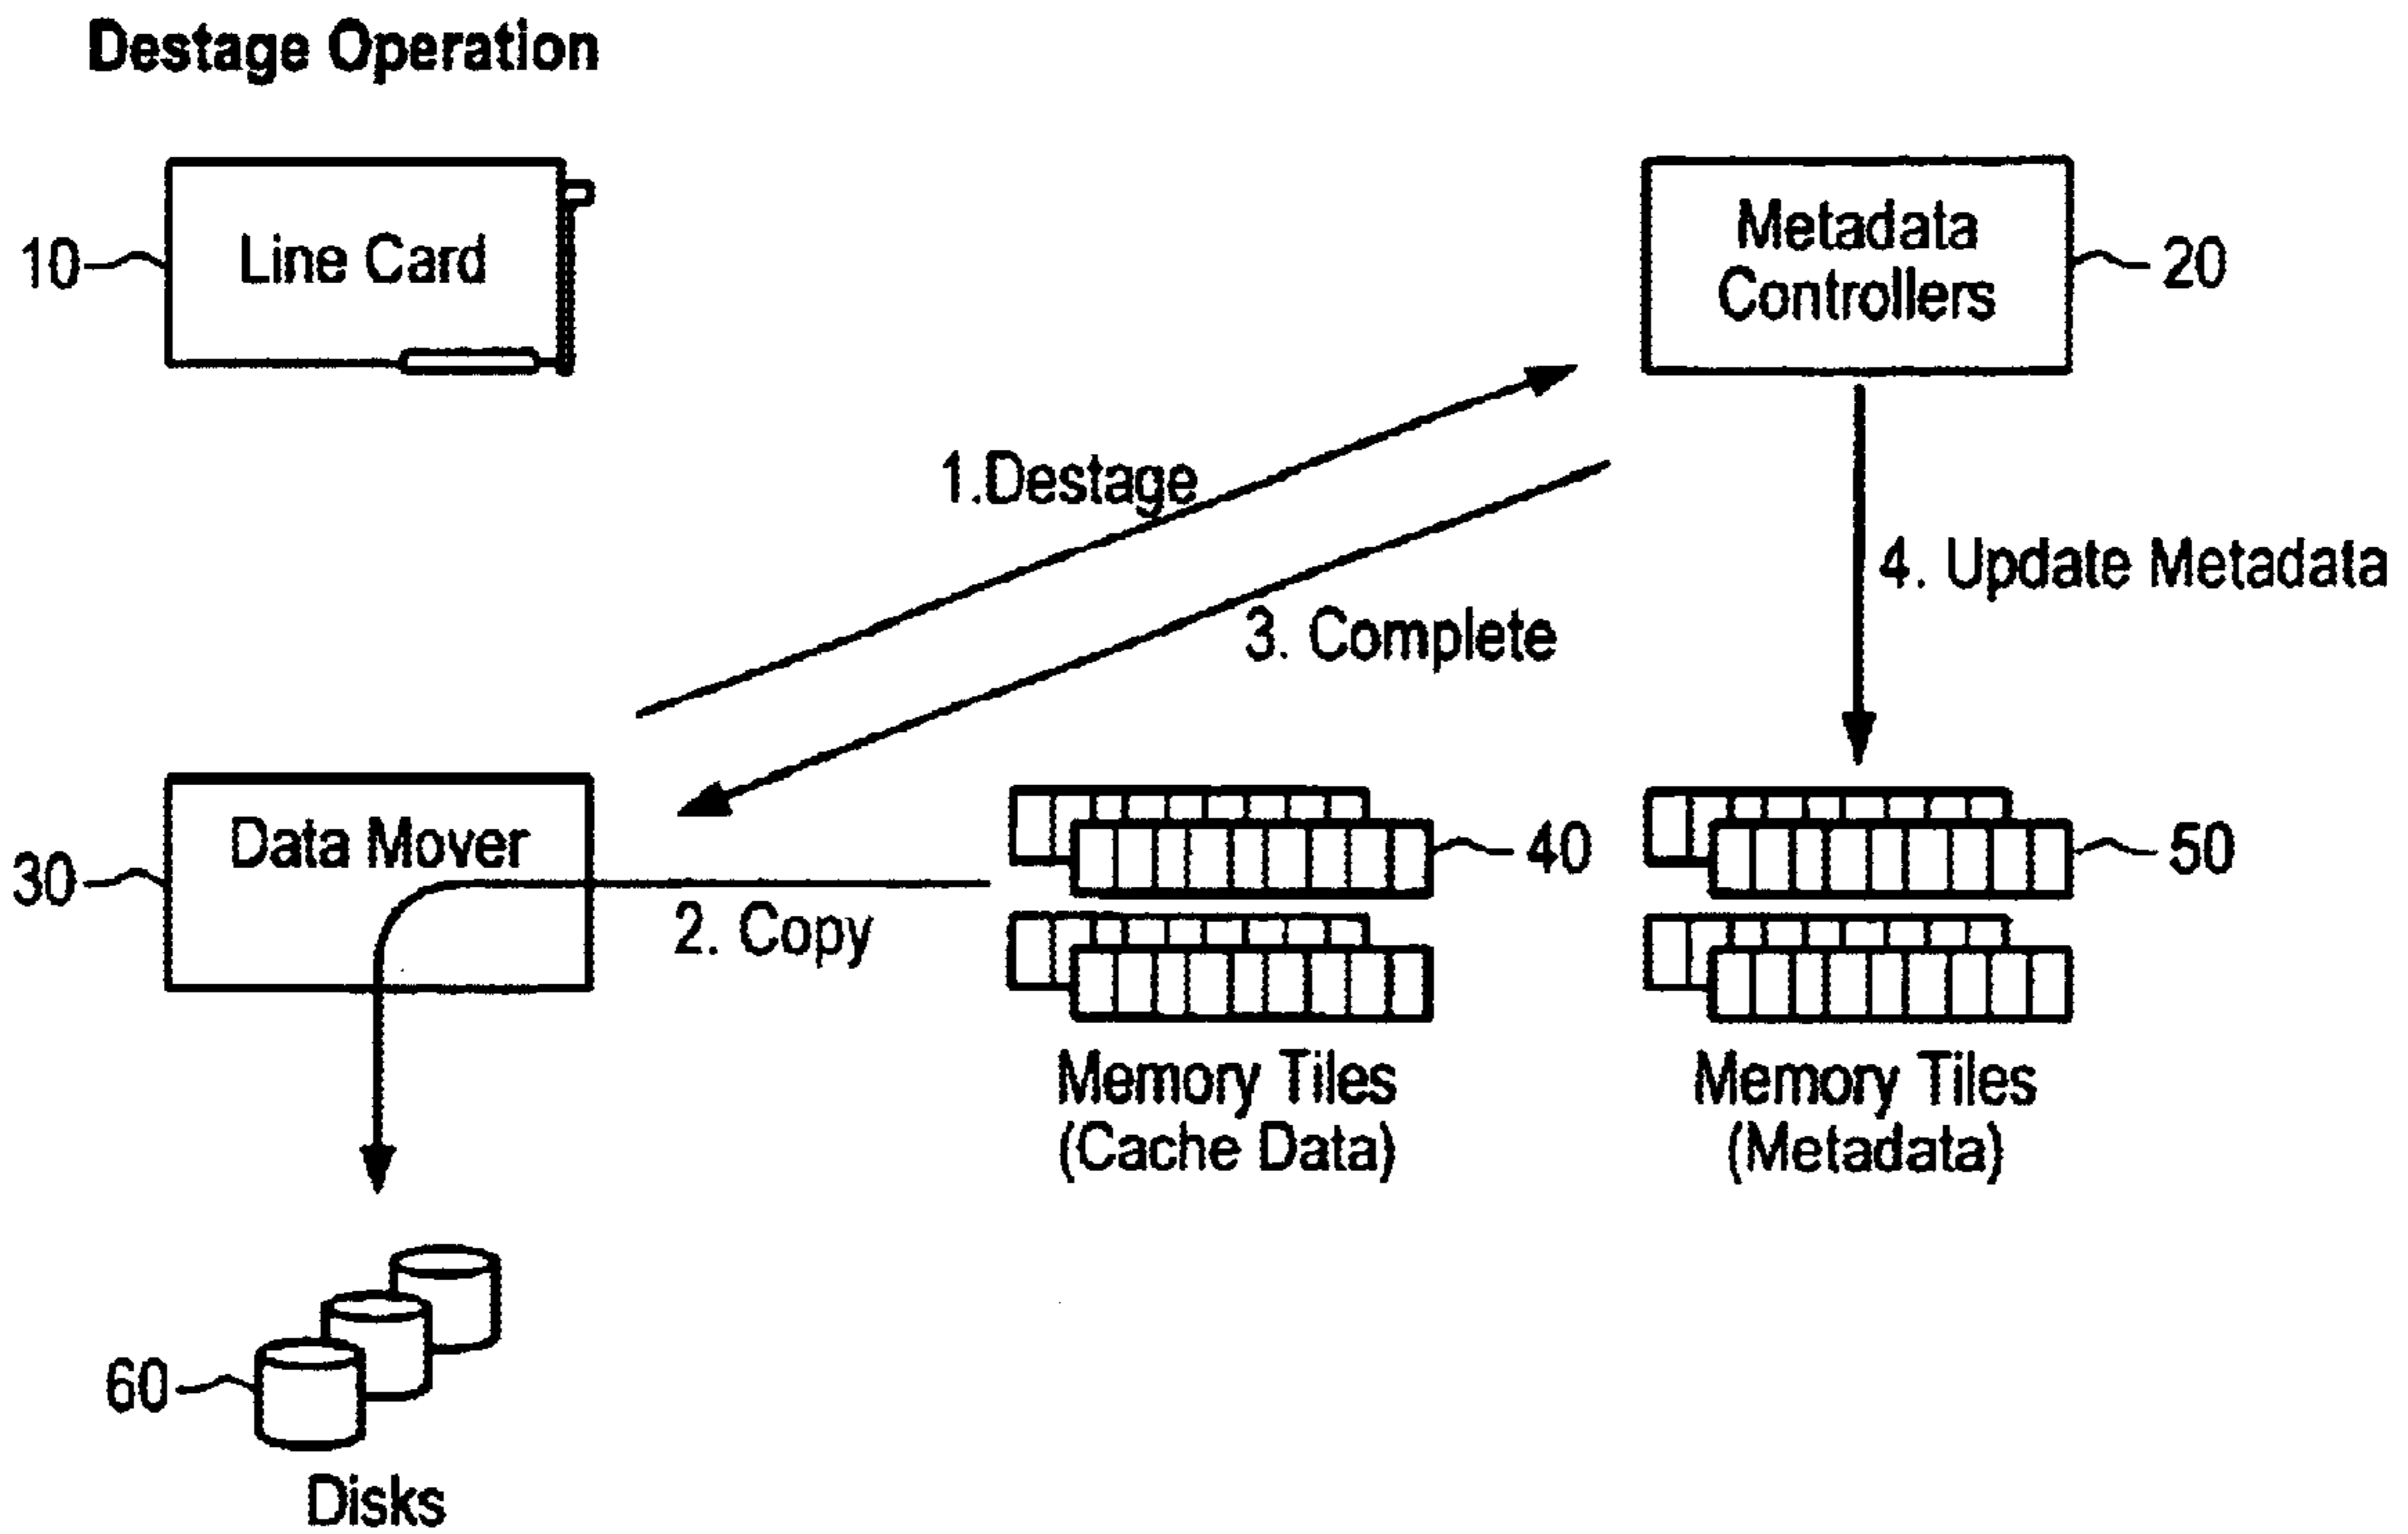 Destage Operation
Line Card
10
Metadata
Controllers
20
1.Destage
4. Update Metadata
3. Complete
Data Mover
30
2. Copy
40
50
Memory Tiles
(Cache Data)
Memory Tiles
(Metadata)
60
Disks